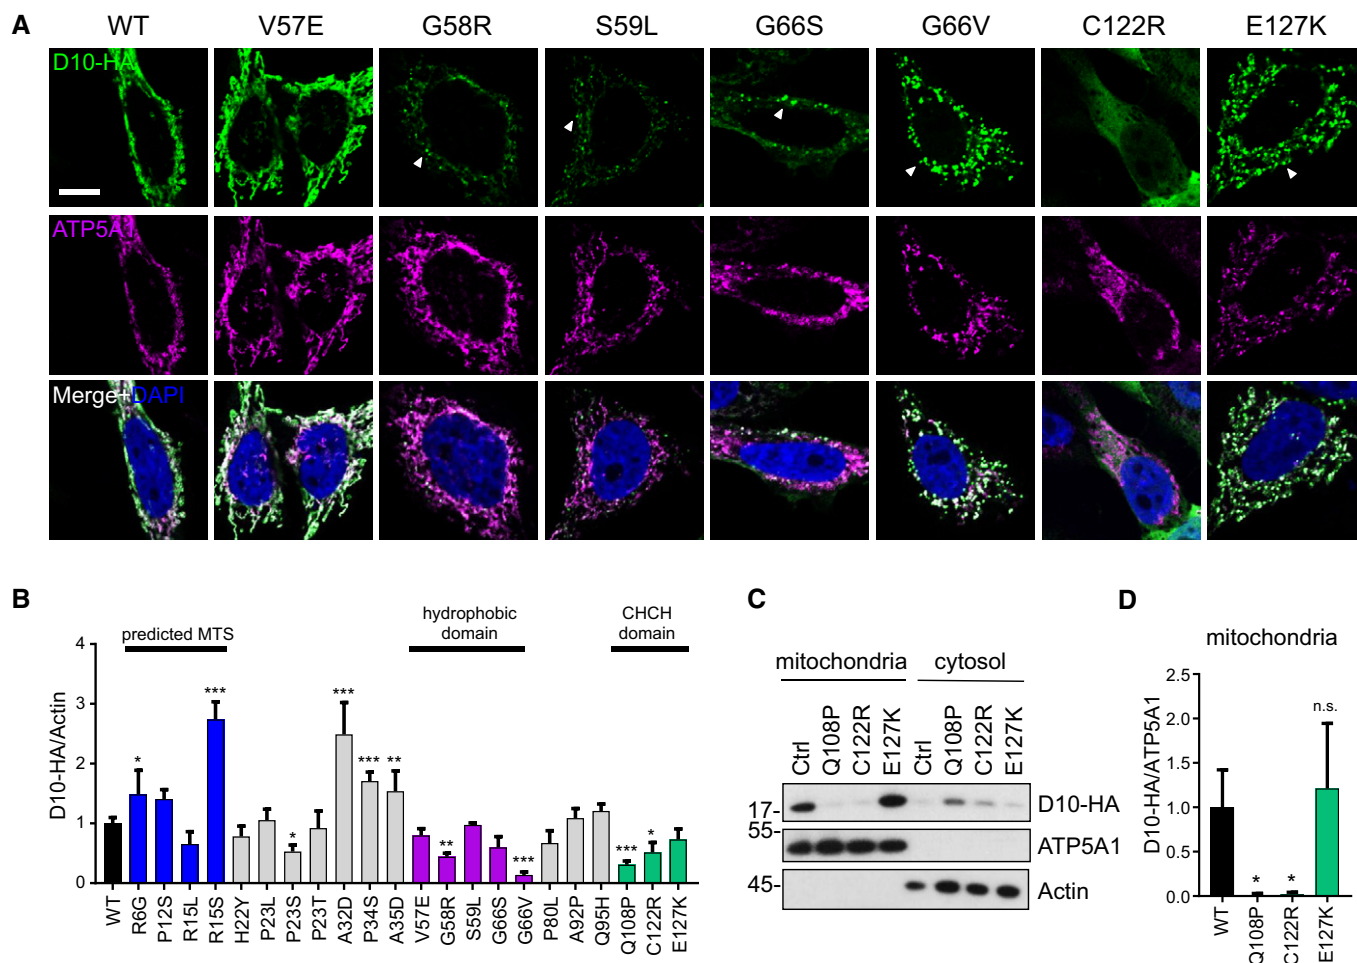 A
WT V57E G58R S59L G66S G66V C122R E127K
D10-HA
ATP5A1
Merge+DAPI
B
predicted MTS
hydrophobic
domain
CHCH
domain
D10-HA/Actin
4
3
2
1
0
* *** * *** *** ** ** *** *** *
WT R6G P12S R15L R15S H22Y P23L P23S P23T A32D P34S A35D V57E G58R S59L G66S G66V P80L A92P Q95H Q108P C122R E127K
C
mitochondria cytosol
Ctrl Q108P C122R E127K Ctrl Q108P C122R E127K
17- D10-HA
55- ATP5A1
45- Actin
D
mitochondria
D10-HA/ATP5A1
2.5
2.0
1.5
1.0
0.5
0.0
* * n.s.
WT Q108P C122R E127K